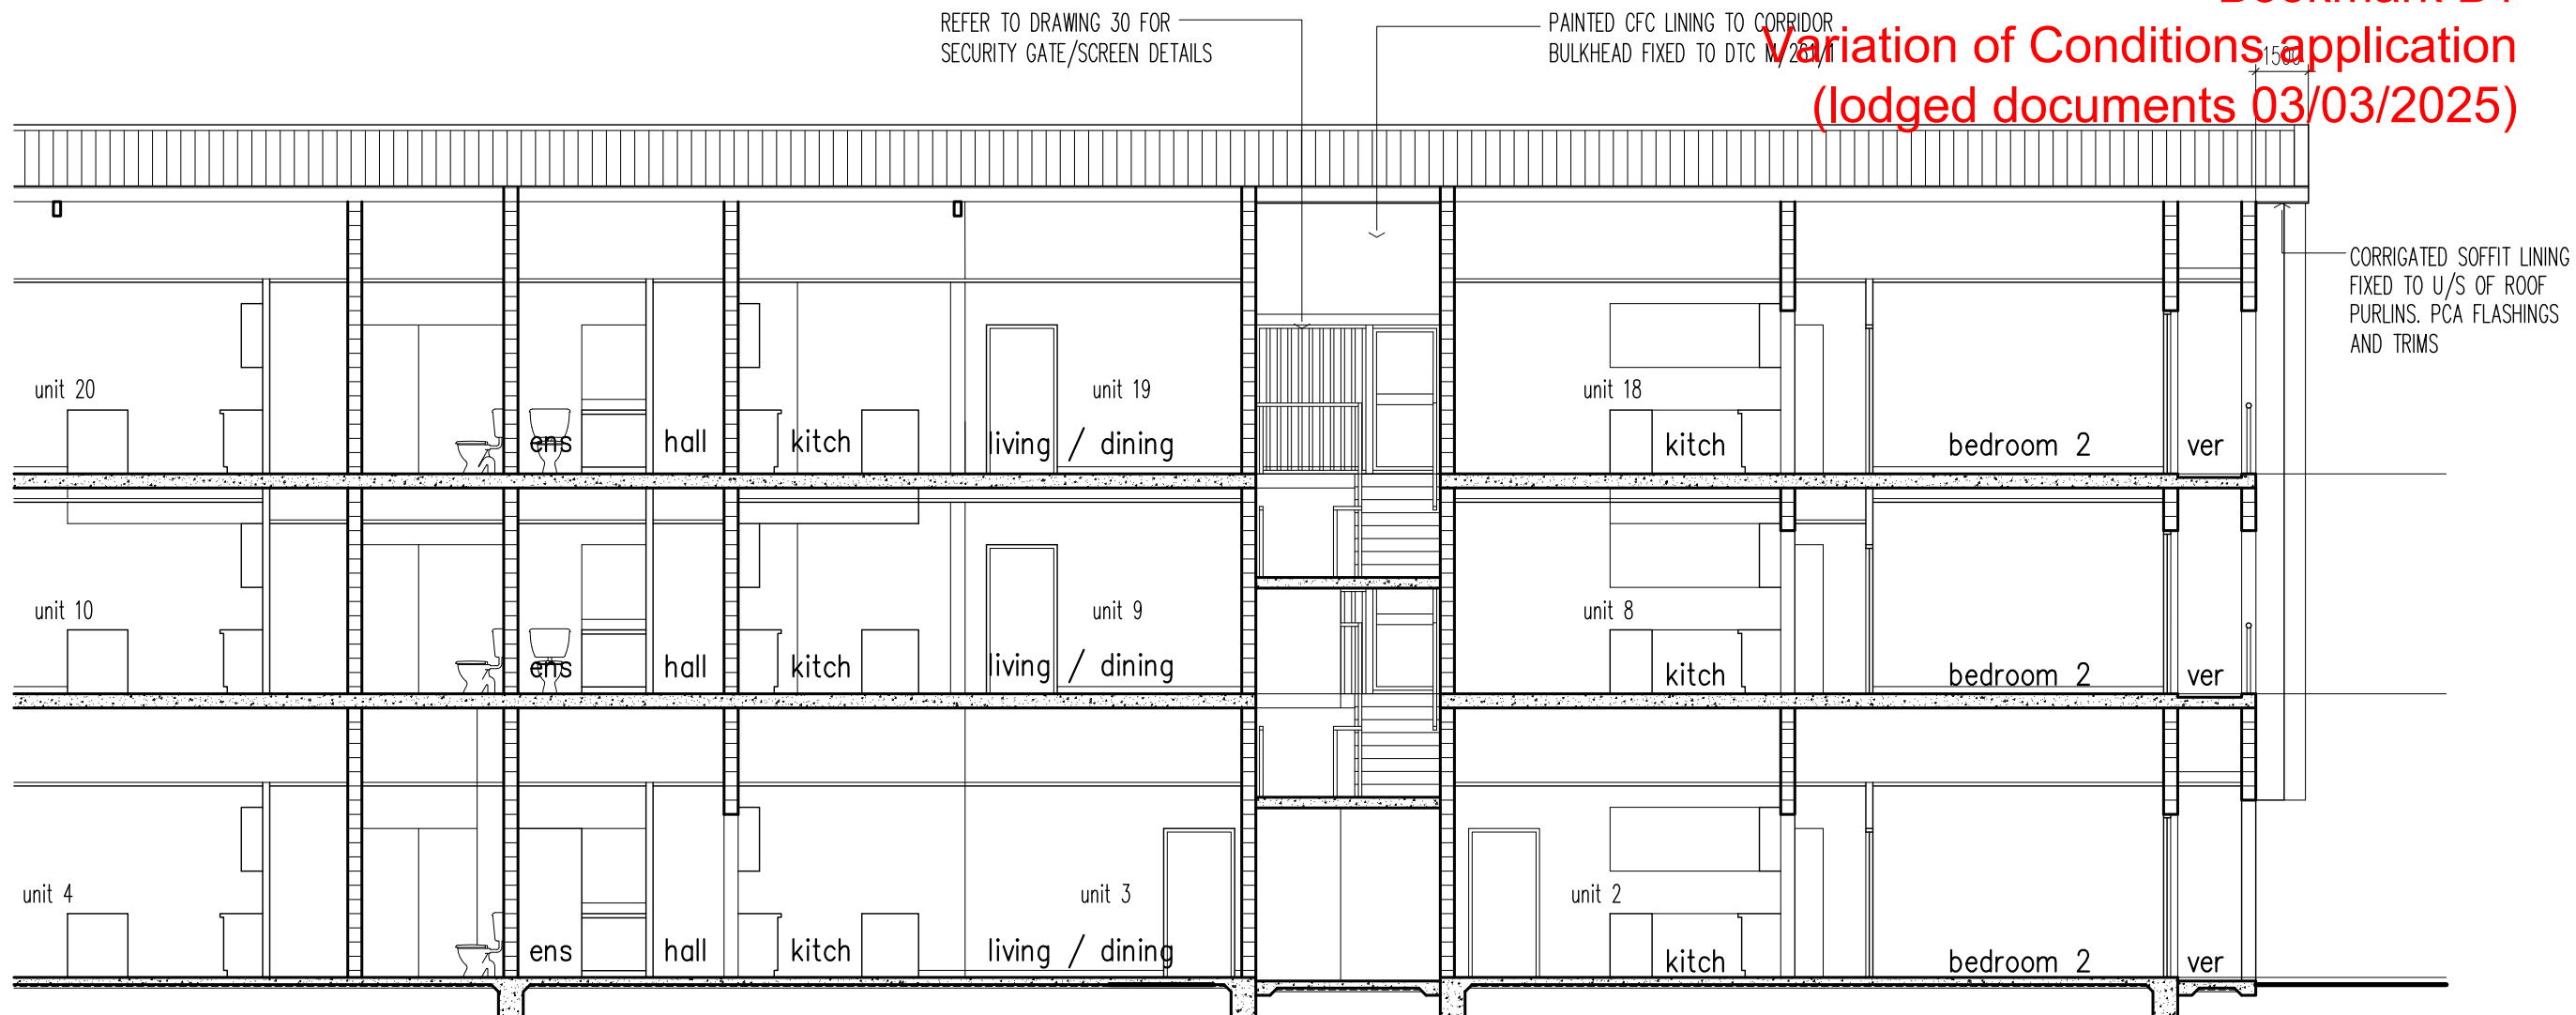 REFER TO DRAWING 30 FOR
SECURITY GATE/SCREEN DETAILS
PAINTED CFC LINING TO CORRIDOR
BULKHEAD FIXED TO DTC
Variation of Conditions application
(lodged documents 03/03/2025)
CORRIGATED SOFFIT LINING
FIXED TO U/S OF ROOF
PURLINS. PCA FLASHINGS
AND TRIMS
unit 20
unit 19
unit 18
ens hall kitch living / dining kitch bedroom 2 ver
unit 10
unit 9
unit 8
ens hall kitch living / dining kitch bedroom 2 ver
unit 4
unit 3
unit 2
ens hall kitch living / dining kitch bedroom 2 ver